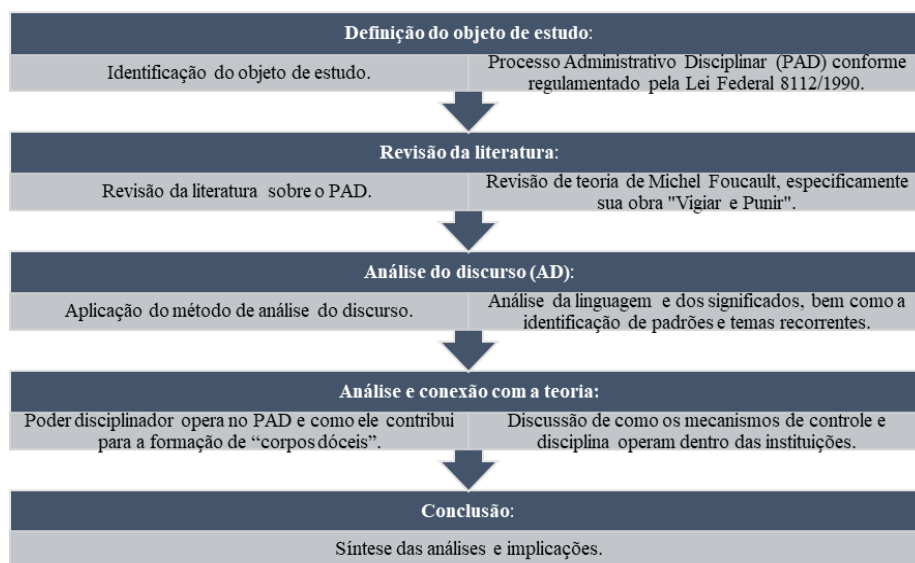 Definição do objeto de estudo:
Identificação do objeto de estudo.
Processo Administrativo Disciplinar (PAD) conforme
regulamentado pela Lei Federal 8112/1990.
Revisão da literatura:
Revisão da literatura sobre o PAD.
Revisão de teoria de Michel Foucault, especificamente
sua obra "Vigiar e Punir".
Análise do discurso (AD):
Aplicação do método de análise do discurso.
Análise da linguagem e dos significados, bem como a
identificação de padrões e temas recorrentes.
Análise e conexão com a teoria:
Poder disciplinador opera no PAD e como ele contribui
para a formação de “corpos dóceis”.
Discussão de como os mecanismos de controle e
disciplina operam dentro das instituições.
Conclusão:
Síntese das análises e implicações.